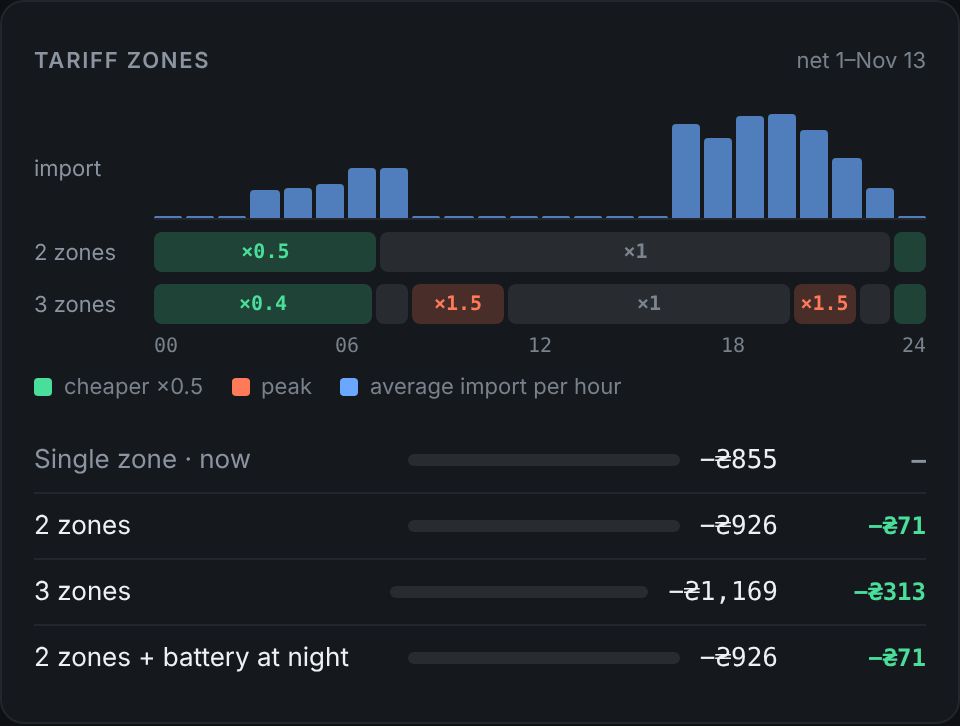 TARIFF ZONES
net 1–Nov 13
import
2 zones ×0.5 ×1
3 zones ×0.4 ×1.5 ×1 ×1.5
00 06 12 18 24
cheaper ×0.5 peak average import per hour
Single zone · now −₴855 –
2 zones −₴926 −₴71
3 zones −₴1,169 −₴313
2 zones + battery at night −₴926 −₴71